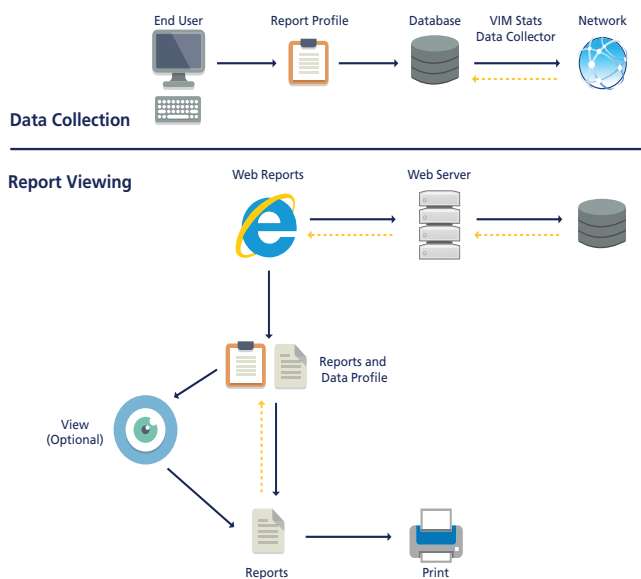 End User
Report Profile
Database
VIM Stats
Data Collector
Network
Data Collection
Report Viewing
Web Reports
Web Server
Reports and
Data Profile
View
(Optional)
Reports
Print